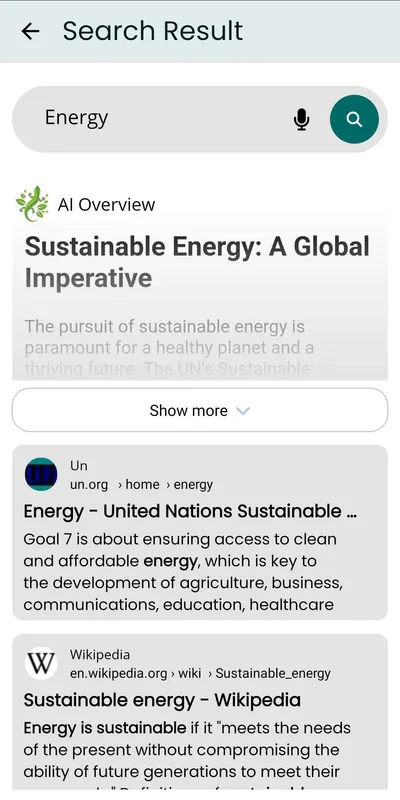 Search Result
Energy
AI Overview
Sustainable Energy: A Global
Imperative
The pursuit of sustainable energy is
paramount for a healthy planet and a
thriving future. The UN's Sustainable
Show more
Un
un.org › home › energy
Energy - United Nations Sustainable ...
Goal 7 is about ensuring access to clean
and affordable energy, which is key to
the development of agriculture, business,
communications, education, healthcare
W
Wikipedia
en.wikipedia.org › wiki › Sustainable_energy
Sustainable energy - Wikipedia
Energy is sustainable if it "meets the needs
of the present without compromising the
ability of future generations to meet their